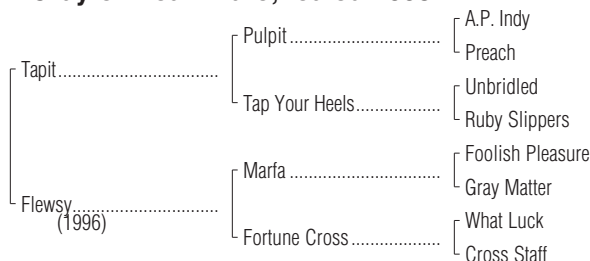 A.P. Indy
Pulpit
Preach
Tapit
Unbridled
Tap Your Heels
Ruby Slippers
Foolish Pleasure
Marfa
Gray Matter
Flewsy
(1996)
What Luck
Fortune Cross
Cross Staff